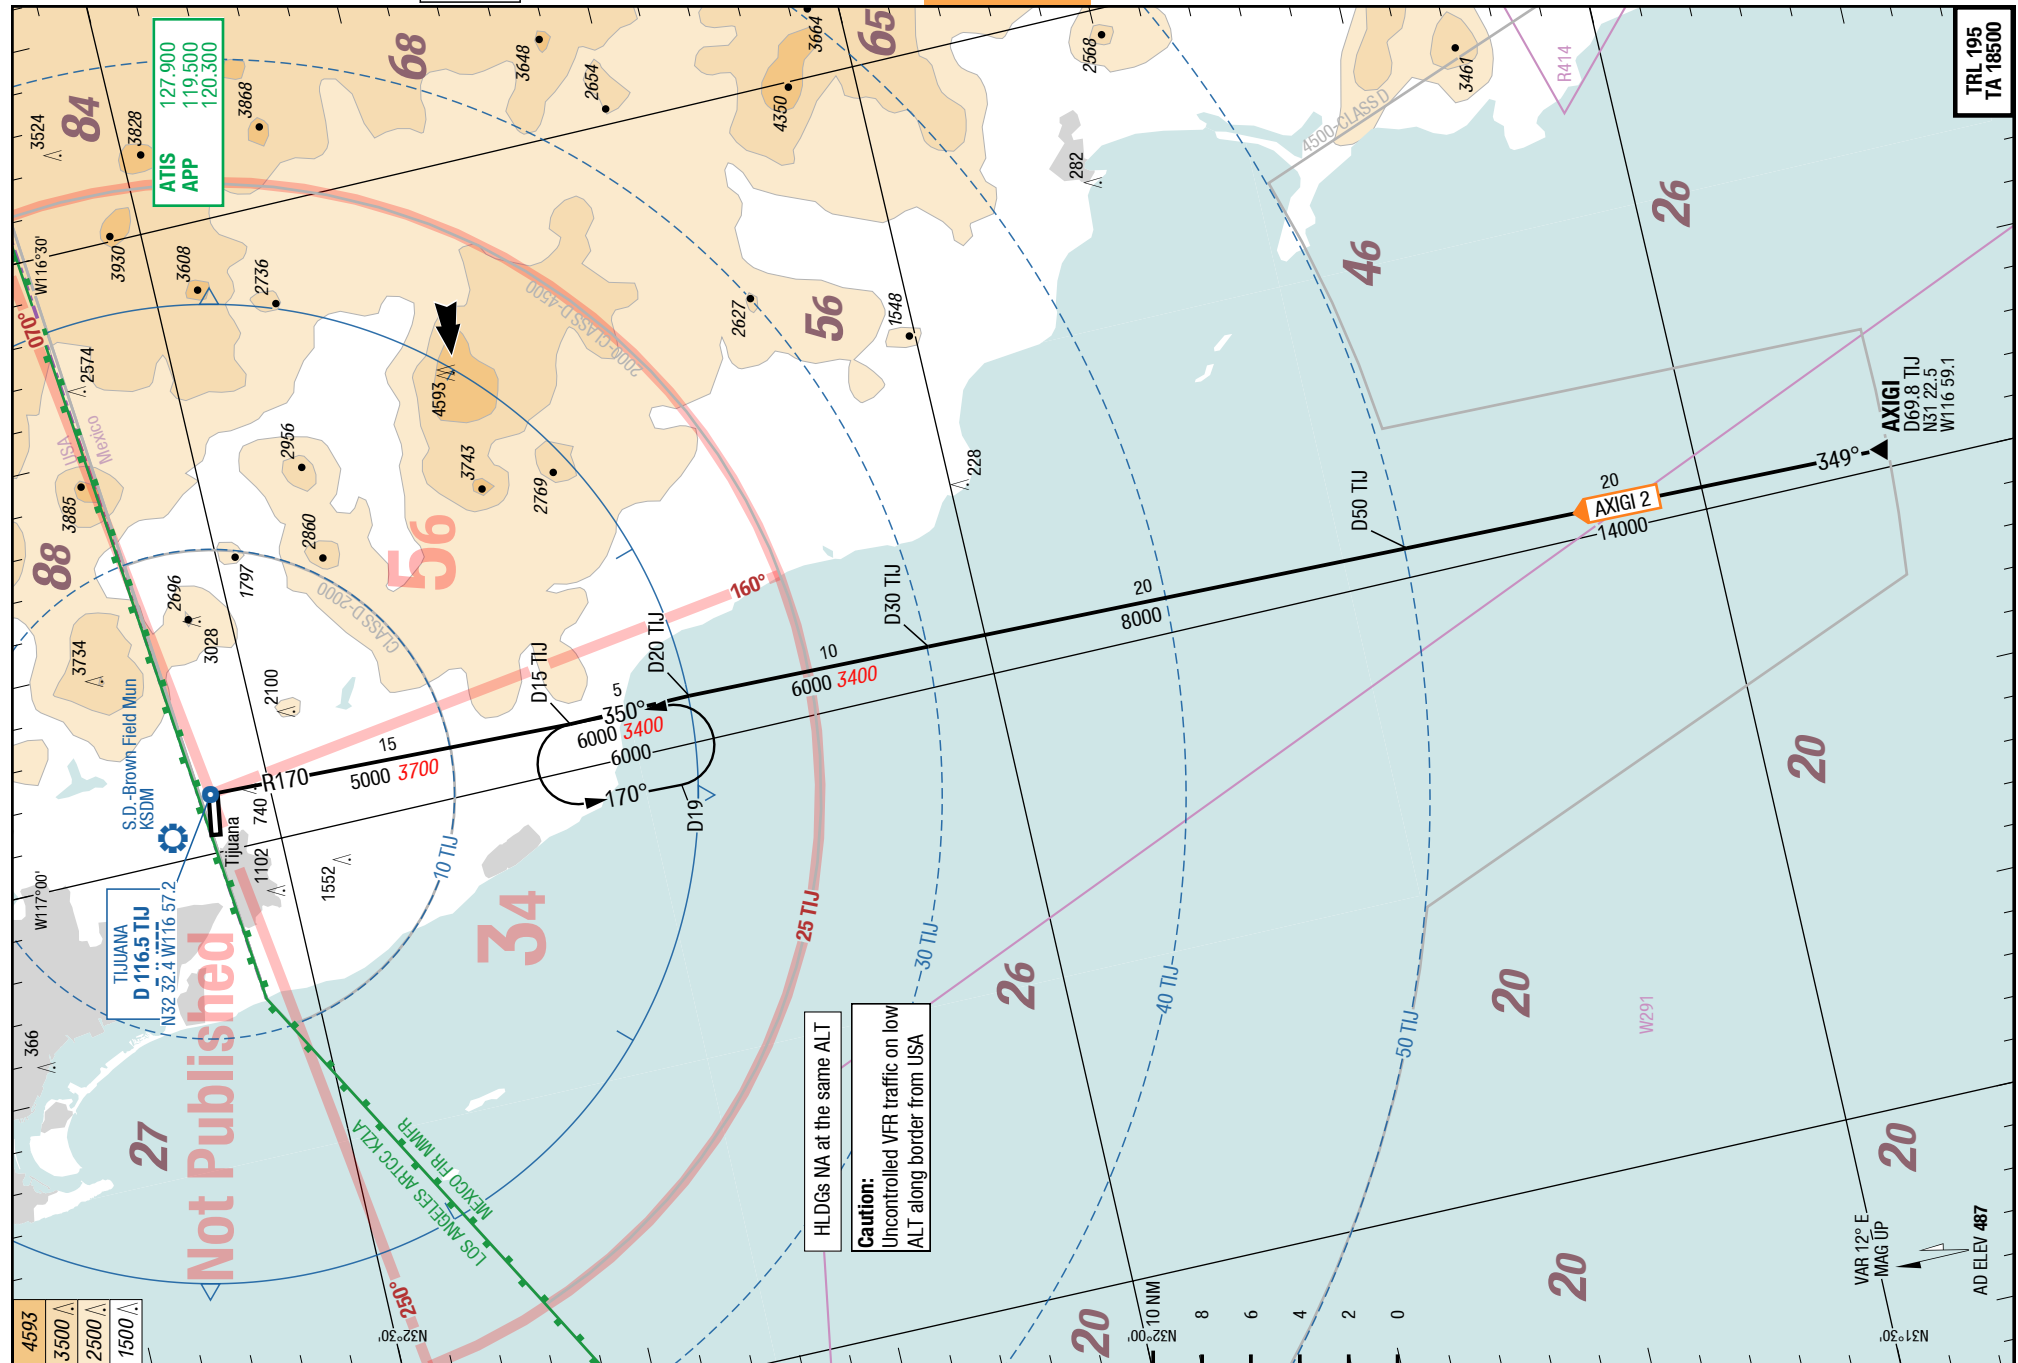 ATIS 127.900
APP 119.500
120.300
TRL 195
TA 18500
84
68
65
88
56
56
46
26
34
27
26
20
20
20
20
20
20
3524
3828
3868
3648
2654
4350
3664
2568
3461
R414
4500-CLASS D
282
3930
3608
2736
W116°30'
070°
2574
USA
Mexico
3885
2956
4593
3743
2769
2000-CLASS D-4500
2627
1548
228
2860
1797
2696
3028
3734
2100
CLASS D-2000
160°
S.D.-Brown Field Mun
KSDM
Tijuana
740
1102
1552
366
W117°00'
TIJUANA
D 116.5 TIJ
N32 32.4 W116 57.2
Not Published
R170
15
5000 3700
D15 TIJ
5
350°
6000 3400
6000
170°
D19
D20 TIJ
10
6000 3400
D30 TIJ
20
8000
D50 TIJ
20
AXIGI 2
14000
349°
AXIGI
D69.8 TIJ
N31 22.5
W116 59.1
10 TIJ
25 TIJ
30 TIJ
40 TIJ
50 TIJ
W291
LOS ANGELES ARTCC KZLA
MEXICO FIR MMFR
250°
N32°30'
N32°00'
N31°30'
HLDGs NA at the same ALT
Caution:
Uncontrolled VFR traffic on low
ALT along border from USA
10 NM
8
6
4
2
0
VAR 12° E
MAG UP
AD ELEV 487
4593
3500
2500
1500